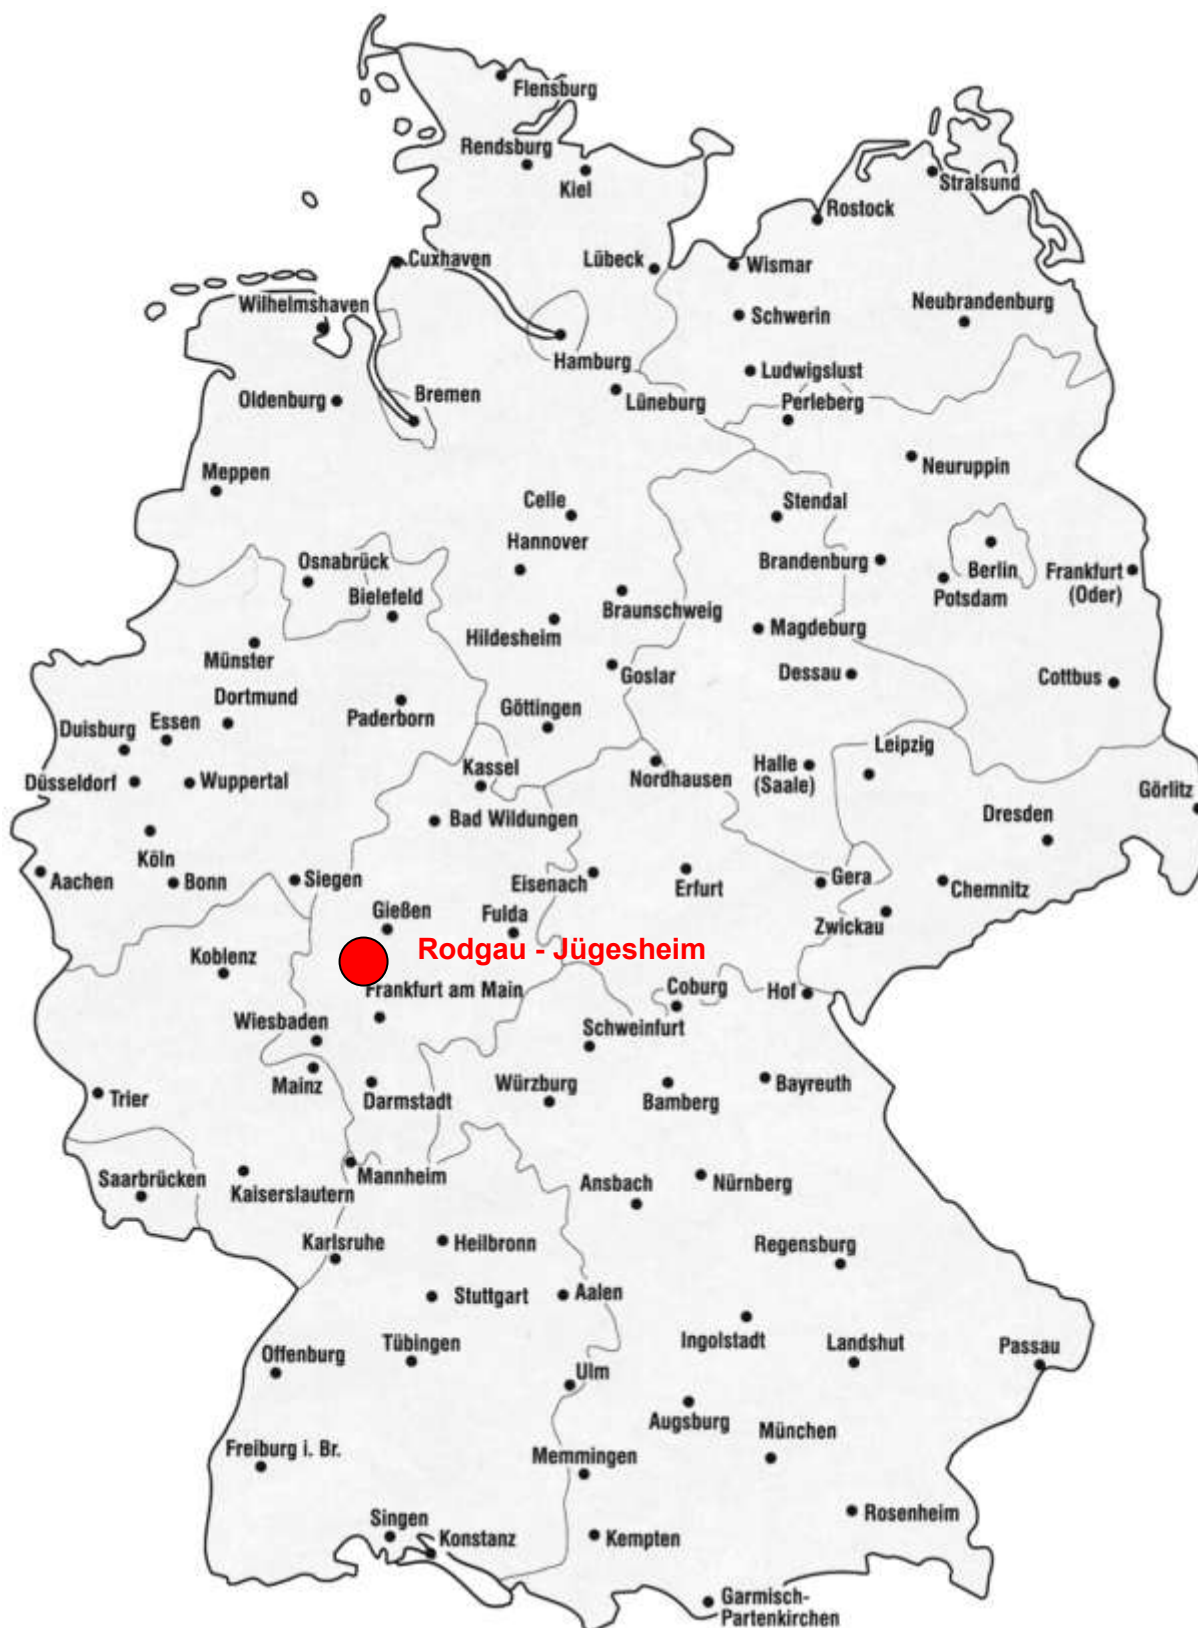 Flensburg
Rendsburg
Kiel
Stralsund
Rostock
Cuxhaven
Lübeck
Wismar
Wilhelmshaven
Schwerin
Neubrandenburg
Hamburg
Ludwigslust
Oldenburg
Bremen
Lüneburg
Perleberg
Meppen
Neuruppin
Celle
Stendal
Hannover
Osnabrück
Brandenburg
Berlin
Frankfurt
(Oder)
Potsdam
Bielefeld
Braunschweig
Hildesheim
Magdeburg
Münster
Goslar
Dessau
Cottbus
Dortmund
Paderborn
Göttingen
Duisburg
Essen
Leipzig
Düsseldorf
Wuppertal
Kassel
Nordhausen
Halle
(Saale)
Görlitz
Bad Wildungen
Dresden
Köln
Aachen
Bonn
Siegen
Eisenach
Erfurt
Gera
Chemnitz
Gießen
Fulda
Zwickau
Rodgau - Jügesheim
Koblenz
Frankfurt am Main
Coburg
Hof
Wiesbaden
Schweinfurt
Mainz
Darmstadt
Würzburg
Bamberg
Bayreuth
Trier
Saarbrücken
Kaiserslautern
Mannheim
Ansbach
Nürnberg
Karlsruhe
Heilbronn
Regensburg
Stuttgart
Aalen
Offenburg
Tübingen
Ingolstadt
Landshut
Passau
Ulm
Augsburg
München
Freiburg i. Br.
Memmingen
Singen
Konstanz
Kempten
Rosenheim
Garmisch-
Partenkirchen